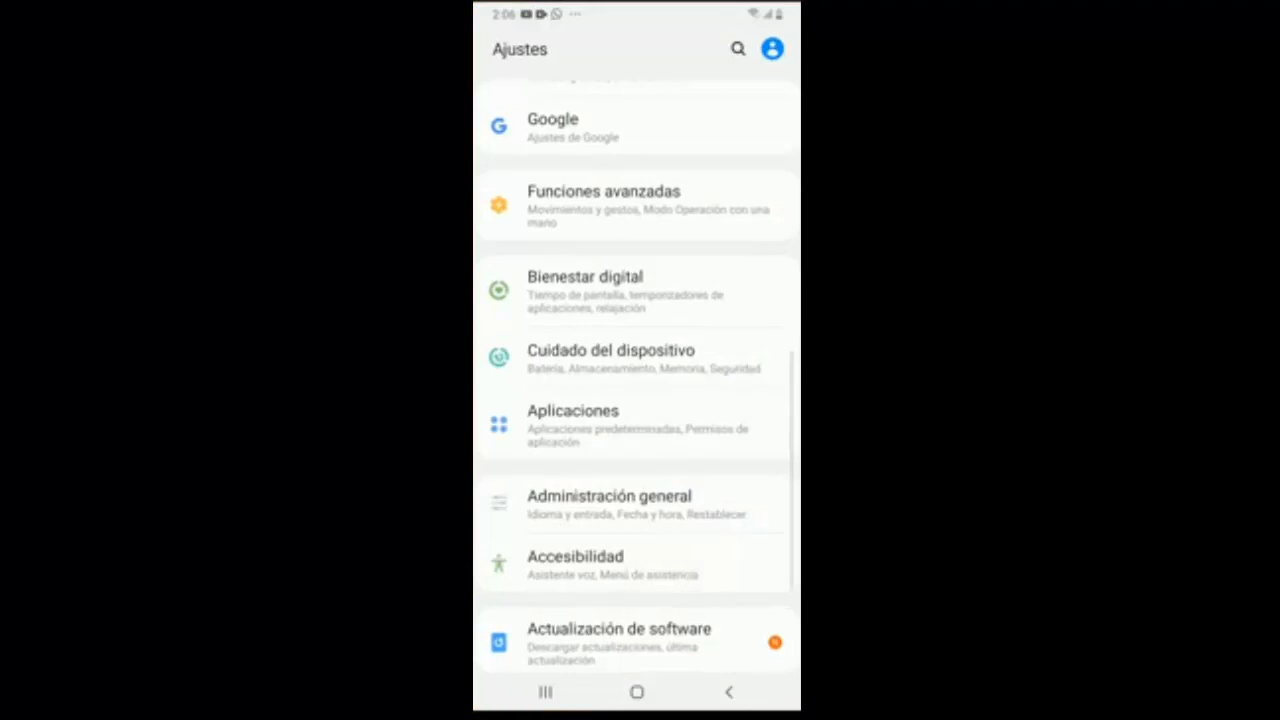 2:06
Ajustes
Google
Ajustes de Google
Funciones avanzadas
Movimientos y gestos, Modo Operación con una
mano
Bienestar digital
Tiempo de pantalla, temporizadores de
aplicaciones, relajación
Cuidado del dispositivo
Batería, Almacenamiento, Memoria, Seguridad
Aplicaciones
Aplicaciones predeterminadas, Permisos de
aplicación
Administración general
Idioma y entrada, Fecha y hora, Restablecer
Accesibilidad
Asistente voz, Menú de asistencia
Actualización de software
N
Descargar actualizaciones, última
actualización